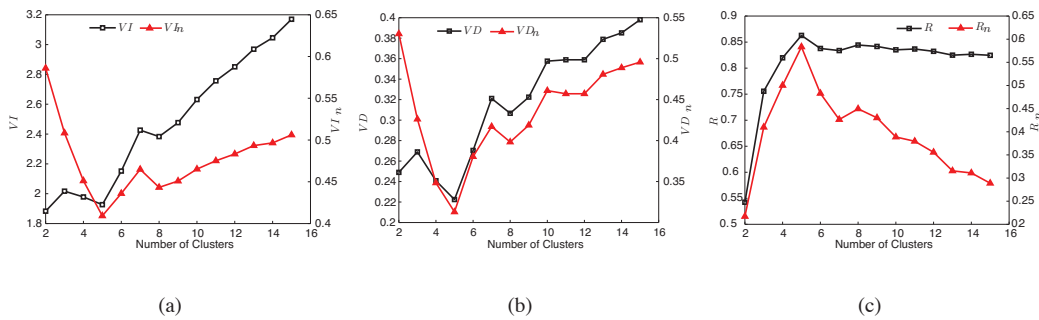 VI
VIn
3.2
3
2.8
2.6
2.4
2.2
2
1.8
VI
0.65
0.6
0.55
0.5
0.45
0.4
VI_n
2 4 6 8 10 12 14 16
Number of Clusters
(a)
VD
VDn
0.4
0.38
0.36
0.34
0.32
0.3
0.28
0.26
0.24
0.22
0.2
VD
0.55
0.5
0.45
0.4
0.35
VD_n
2 4 6 8 10 12 14 16
Number of Clusters
(b)
R
Rn
0.9
0.85
0.8
0.75
0.7
0.65
0.6
0.55
0.5
R
0.65
0.6
0.55
0.5
0.45
0.4
0.35
0.3
0.25
0.2
R_n
2 4 6 8 10 12 14 16
Number of Clusters
(c)